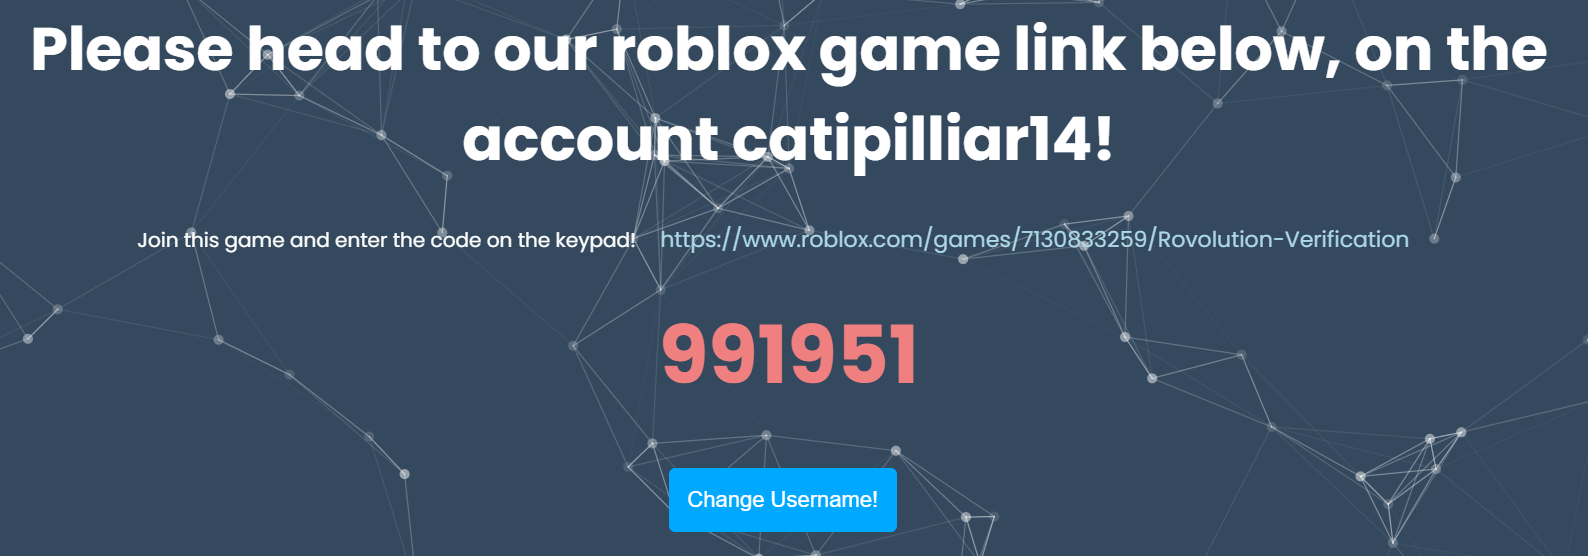 Please head to our roblox game link below, on the
account catipilliar14!
Join this game and enter the code on the keypad! https://www.roblox.com/games/7130833259/Rovolution-Verification
991951
Change Username!